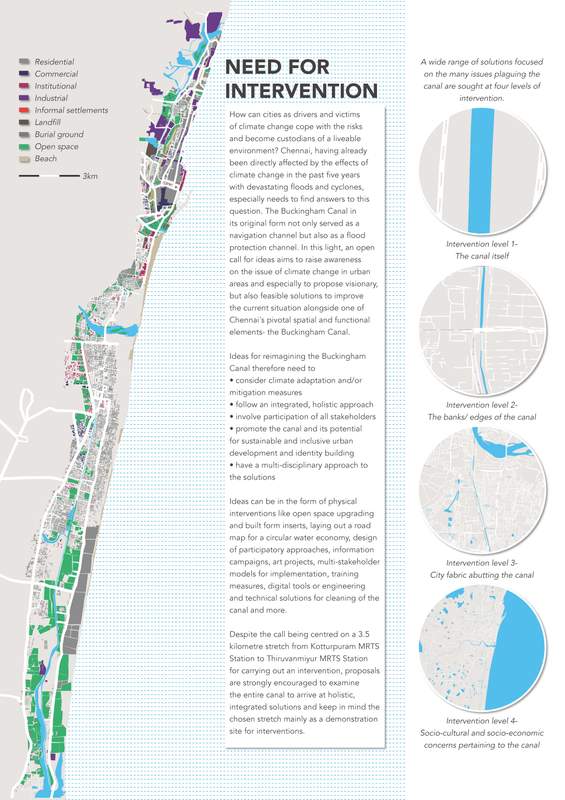 Residential
Commercial
Institutional
Industrial
Informal settlements
Landfill
Burial ground
Open space
Beach
3km
NEED FOR
INTERVENTION
How can cities as drivers and victims
of climate change cope with the risks
and become custodians of a liveable
environment? Chennai, having already
been directly affected by the effects of
climate change in the past five years
with devastating floods and cyclones,
especially needs to find answers to this
question. The Buckingham Canal in
its original form not only served as a
navigation channel but also as a flood
protection channel. In this light, an open
call for ideas aims to raise awareness
on the issue of climate change in urban
areas and especially to propose visionary,
but also feasible solutions to improve
the current situation alongside one of
Chennai's pivotal spatial and functional
elements- the Buckingham Canal.
Ideas for reimagining the Buckingham
Canal therefore need to
• consider climate adaptation and/or
mitigation measures
• follow an integrated, holistic approach
• involve participation of all stakeholders
• promote the canal and its potential
for sustainable and inclusive urban
development and identity building
• have a multi-disciplinary approach to
the solutions
Ideas can be in the form of physical
interventions like open space upgrading
and built form inserts, laying out a road
map for a circular water economy, design
of participatory approaches, information
campaigns, art projects, multi-stakeholder
models for implementation, training
measures, digital tools or engineering
and technical solutions for cleaning of the
canal and more.
Despite the call being centred on a 3.5
kilometre stretch from Kotturpuram MRTS
Station to Thiruvanmiyur MRTS Station
for carrying out an intervention, proposals
are strongly encouraged to examine
the entire canal to arrive at holistic,
integrated solutions and keep in mind the
chosen stretch mainly as a demonstration
site for interventions.
A wide range of solutions focused
on the many issues plaguing the
canal are sought at four levels of
intervention.
Intervention level 1-
The canal itself
Intervention level 2-
The banks/ edges of the canal
Intervention level 3-
City fabric abutting the canal
Intervention level 4-
Socio-cultural and socio-economic
concerns pertaining to the canal